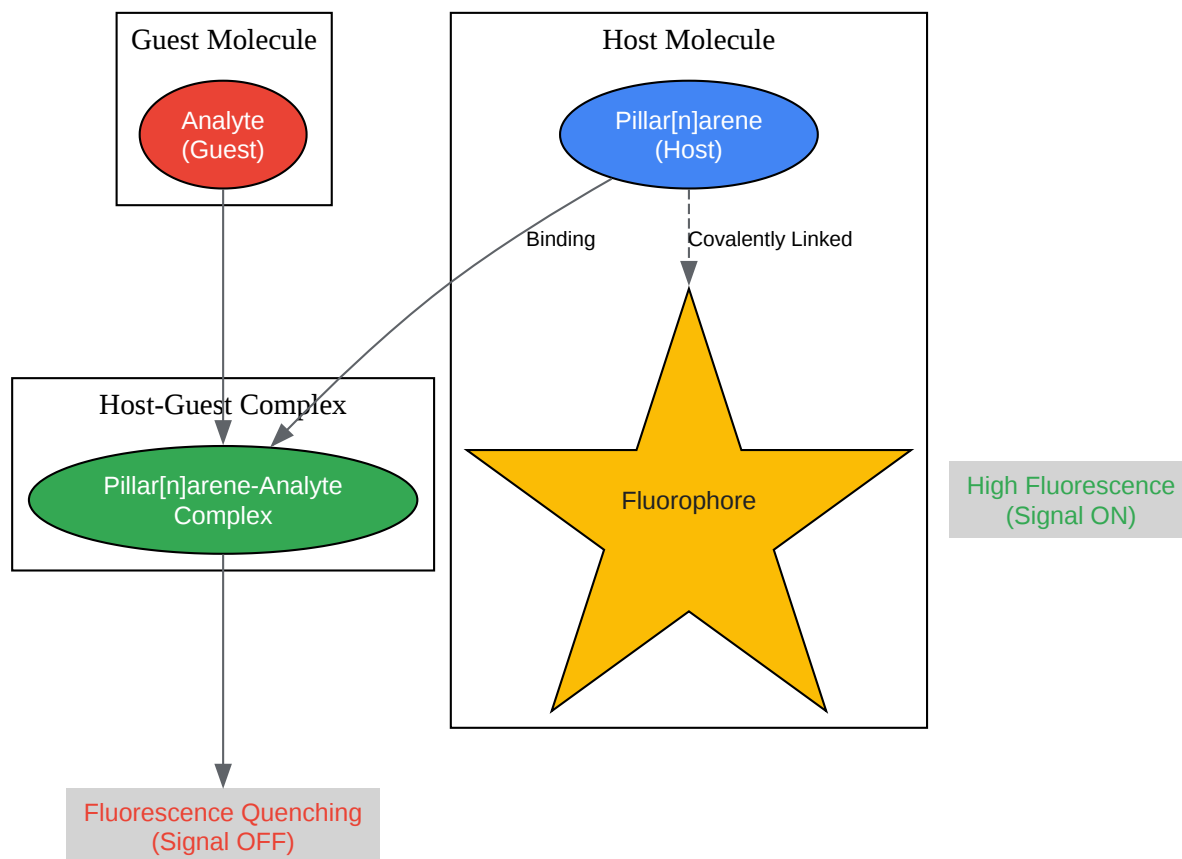 Guest Molecule
Analyte
(Guest)
Host Molecule
Pillar[n]arene
(Host)
Binding
Covalently Linked
Host-Guest Complex
Pillar[n]arene-Analyte
Complex
Fluorophore
High Fluorescence
(Signal ON)
Fluorescence Quenching
(Signal OFF)